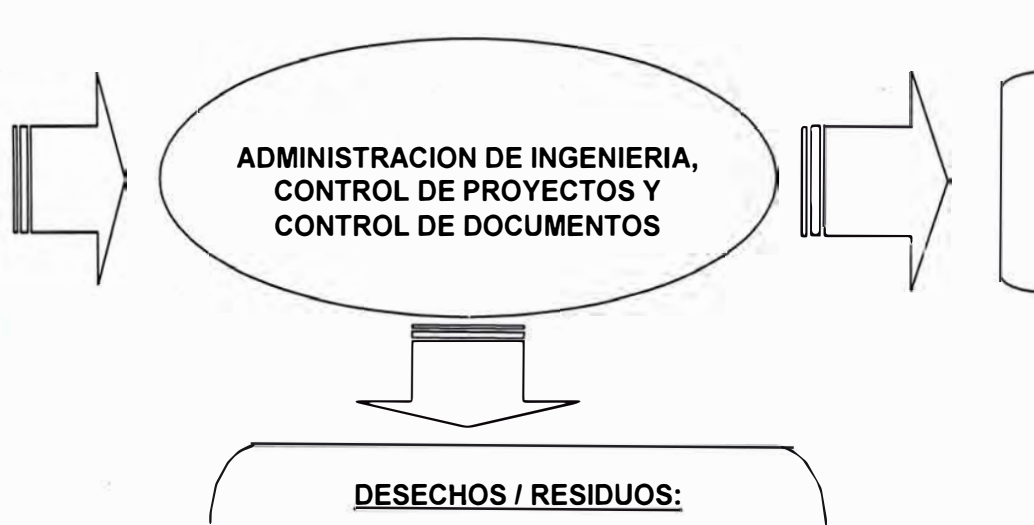 ADMINISTRACION DE INGENIERIA,
CONTROL DE PROYECTOS Y
CONTROL DE DOCUMENTOS
DESECHOS / RESIDUOS: